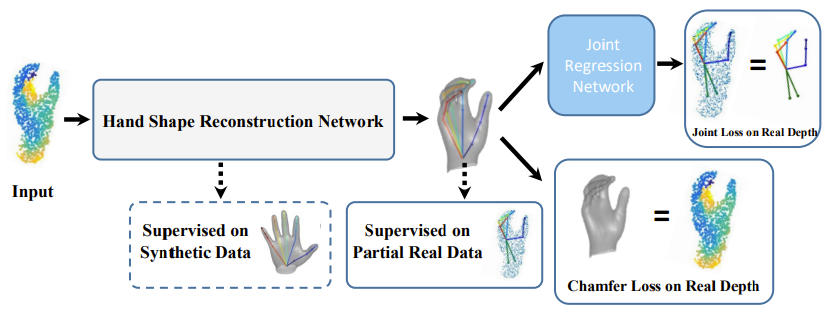 Input
Hand Shape Reconstruction Network
Joint
Regression
Network
=
Joint Loss on Real Depth
Supervised on
Synthetic Data
Supervised on
Partial Real Data
=
Chamfer Loss on Real Depth